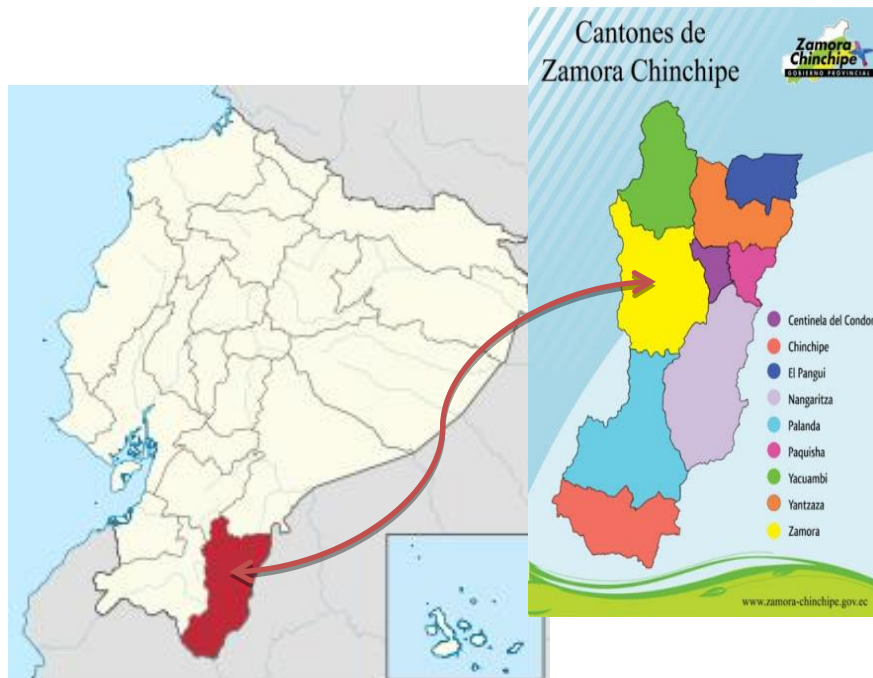 Cantones de
Zamora Chinchipe
Zamora
Chinchipe
GOBIERNO PROVINCIAL
Centinela del Condor
Chinchipe
El Pangui
Nangaritza
Palanda
Paquisha
Yacuambi
Yantzaza
Zamora
www.zamora-chinchipe.gov.ec